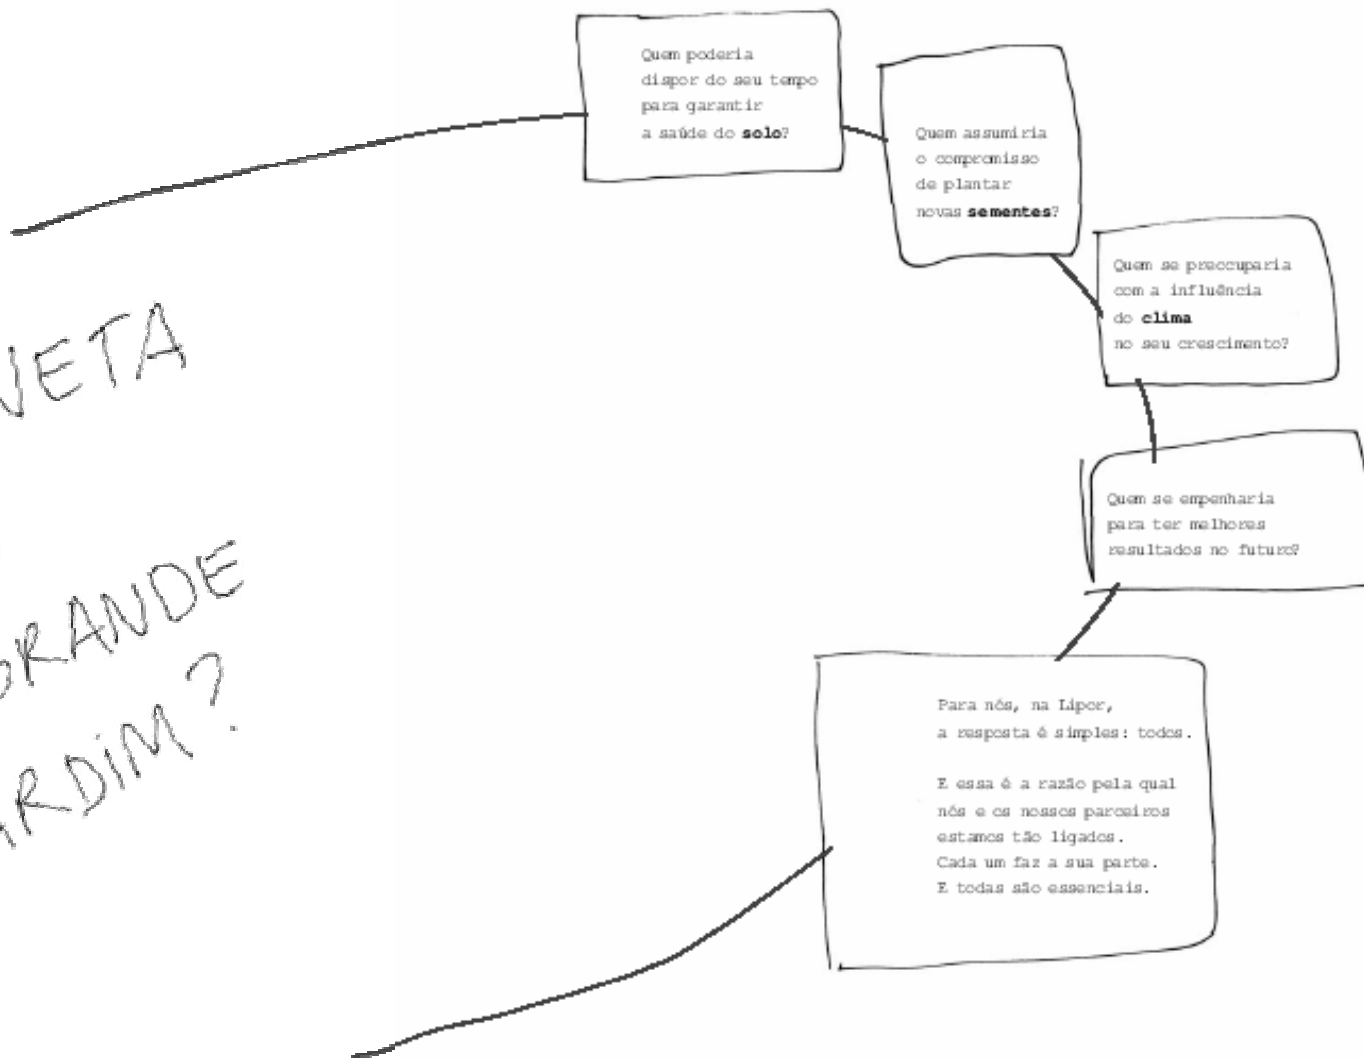 Quem poderia
dispor do seu tempo
para garantir
a saúde do solo?
Quem assumiria
o compromisso
de plantar
novas sementes?
Quem se preocuparia
com a influência
do clima
no seu crescimento?
NETA
GRANDE
ARDIM?
Quem se empenharia
para ter melhores
resultados no futuro?
Para nós, na Lipor,
a resposta é simples: todos.
E essa é a razão pela qual
nós e os nossos parceiros
estamos tão ligados.
Cada um faz a sua parte.
E todas são essenciais.